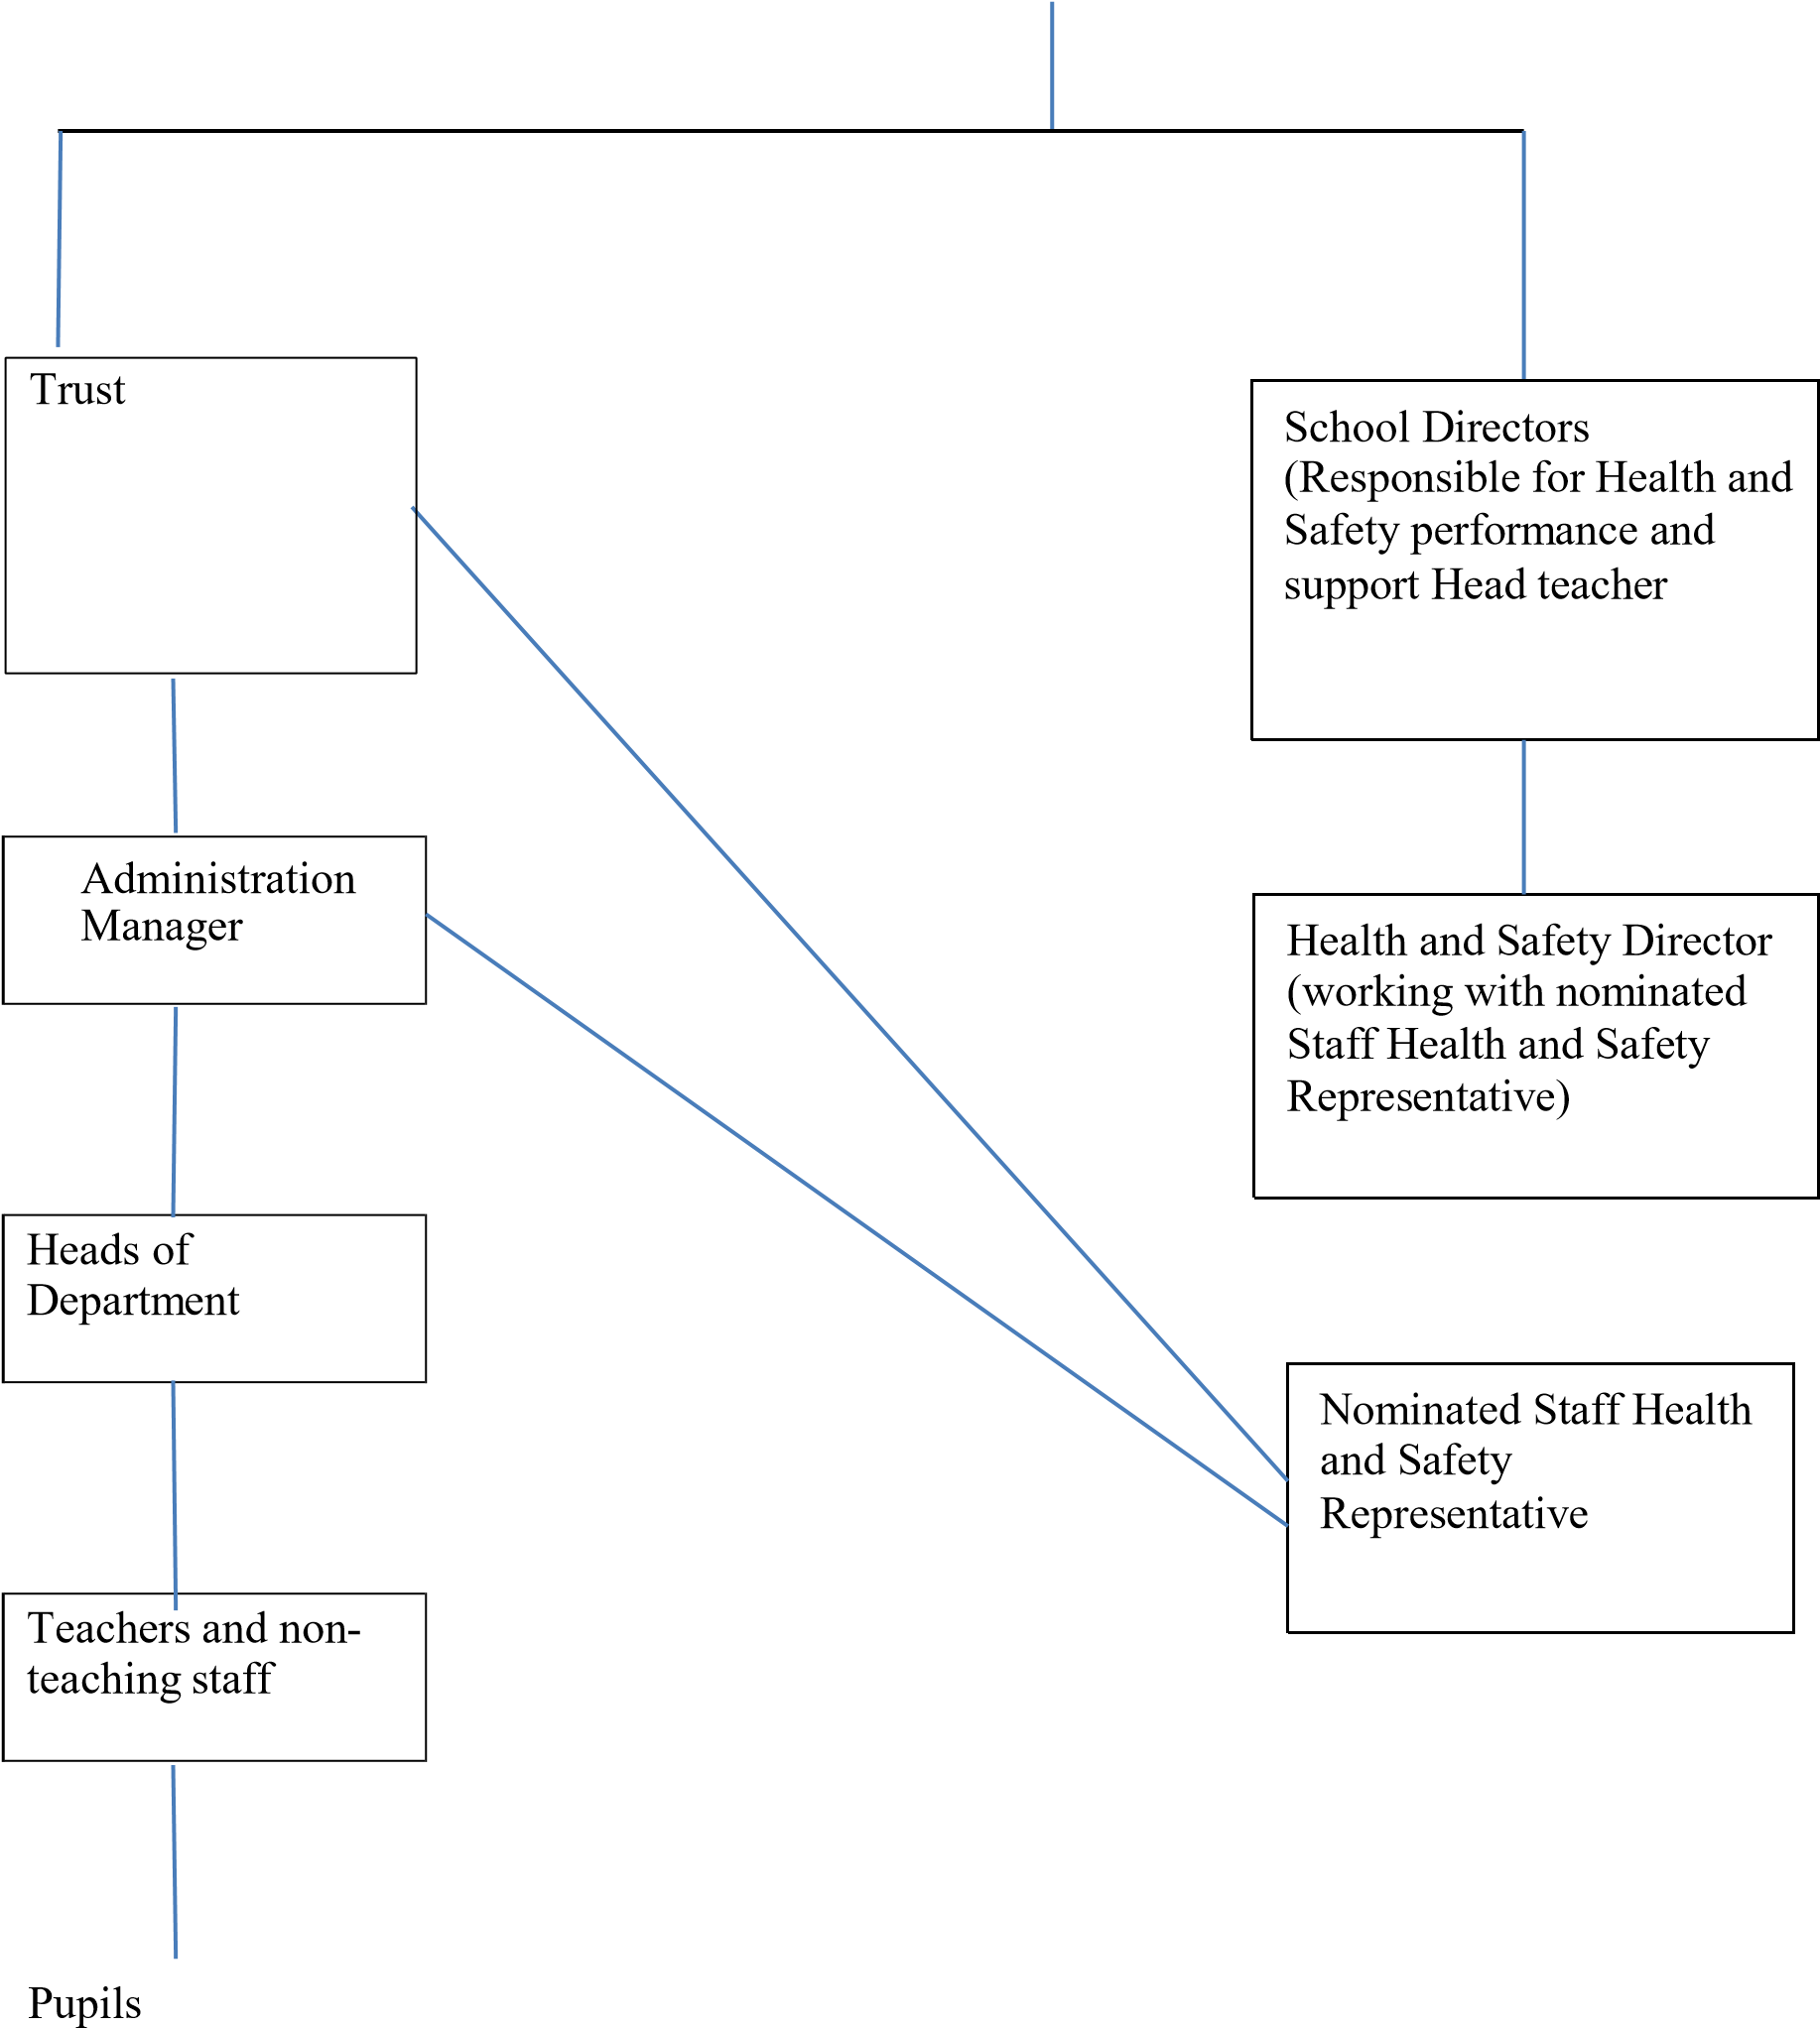 Trust
School Directors
(Responsible for Health and
Safety performance and
support Head teacher
Administration
Manager
Health and Safety Director
(working with nominated
Staff Health and Safety
Representative)
Heads of
Department
Nominated Staff Health
and Safety
Representative
Teachers and non-
teaching staff
Pupils